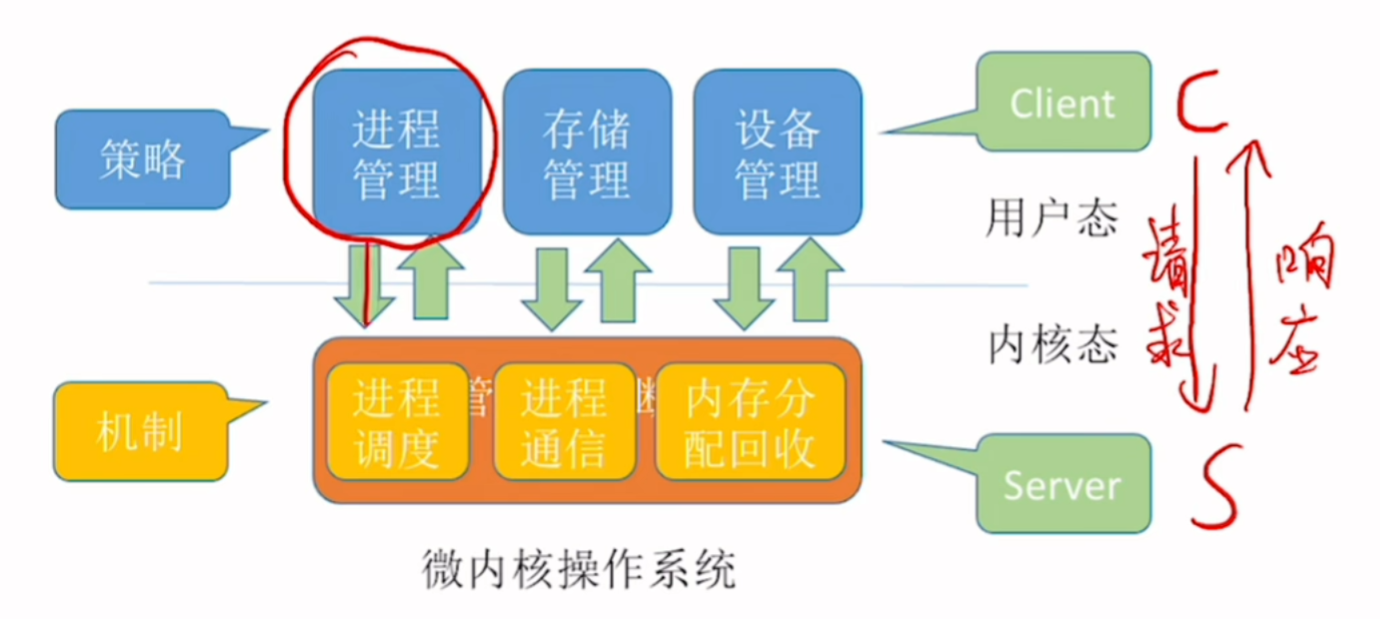 策略
进程
管理
存储
管理
设备
管理
Client
C
用户态
请求
响应
内核态
机制
进程
调度
管
进程
通信
断
内存分
配回收
Server
S
微内核操作系统